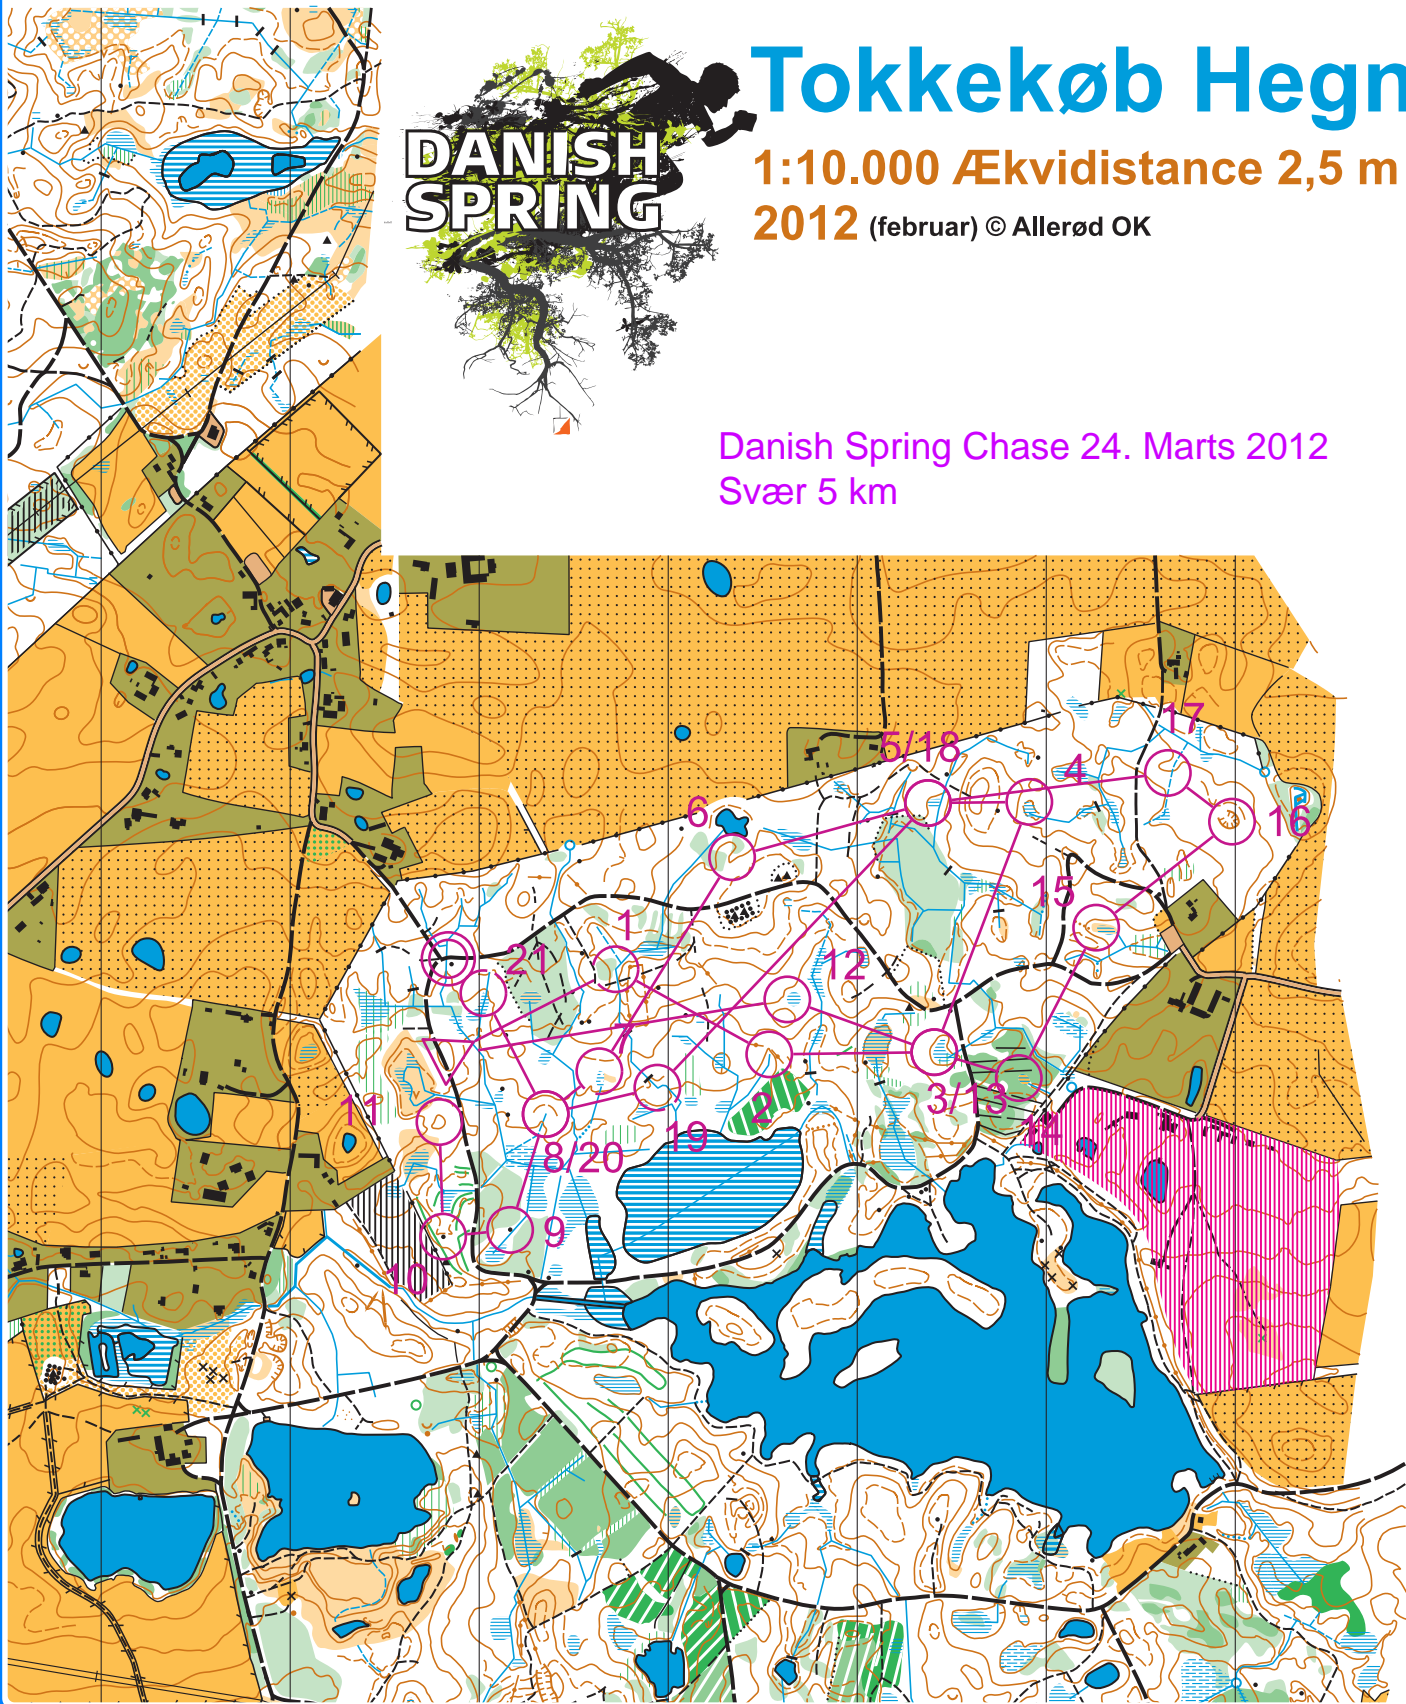 Tokkekøb Hegn
DANISH
SPRING
1:10.000 Ækvidistance 2,5 m
2012 (februar) © Allerød OK
Danish Spring Chase 24. Marts 2012
Svær 5 km
17
5/18
4
6
16
15
1
21
12
7
11
2
3/13
14
19
8/20
9
10